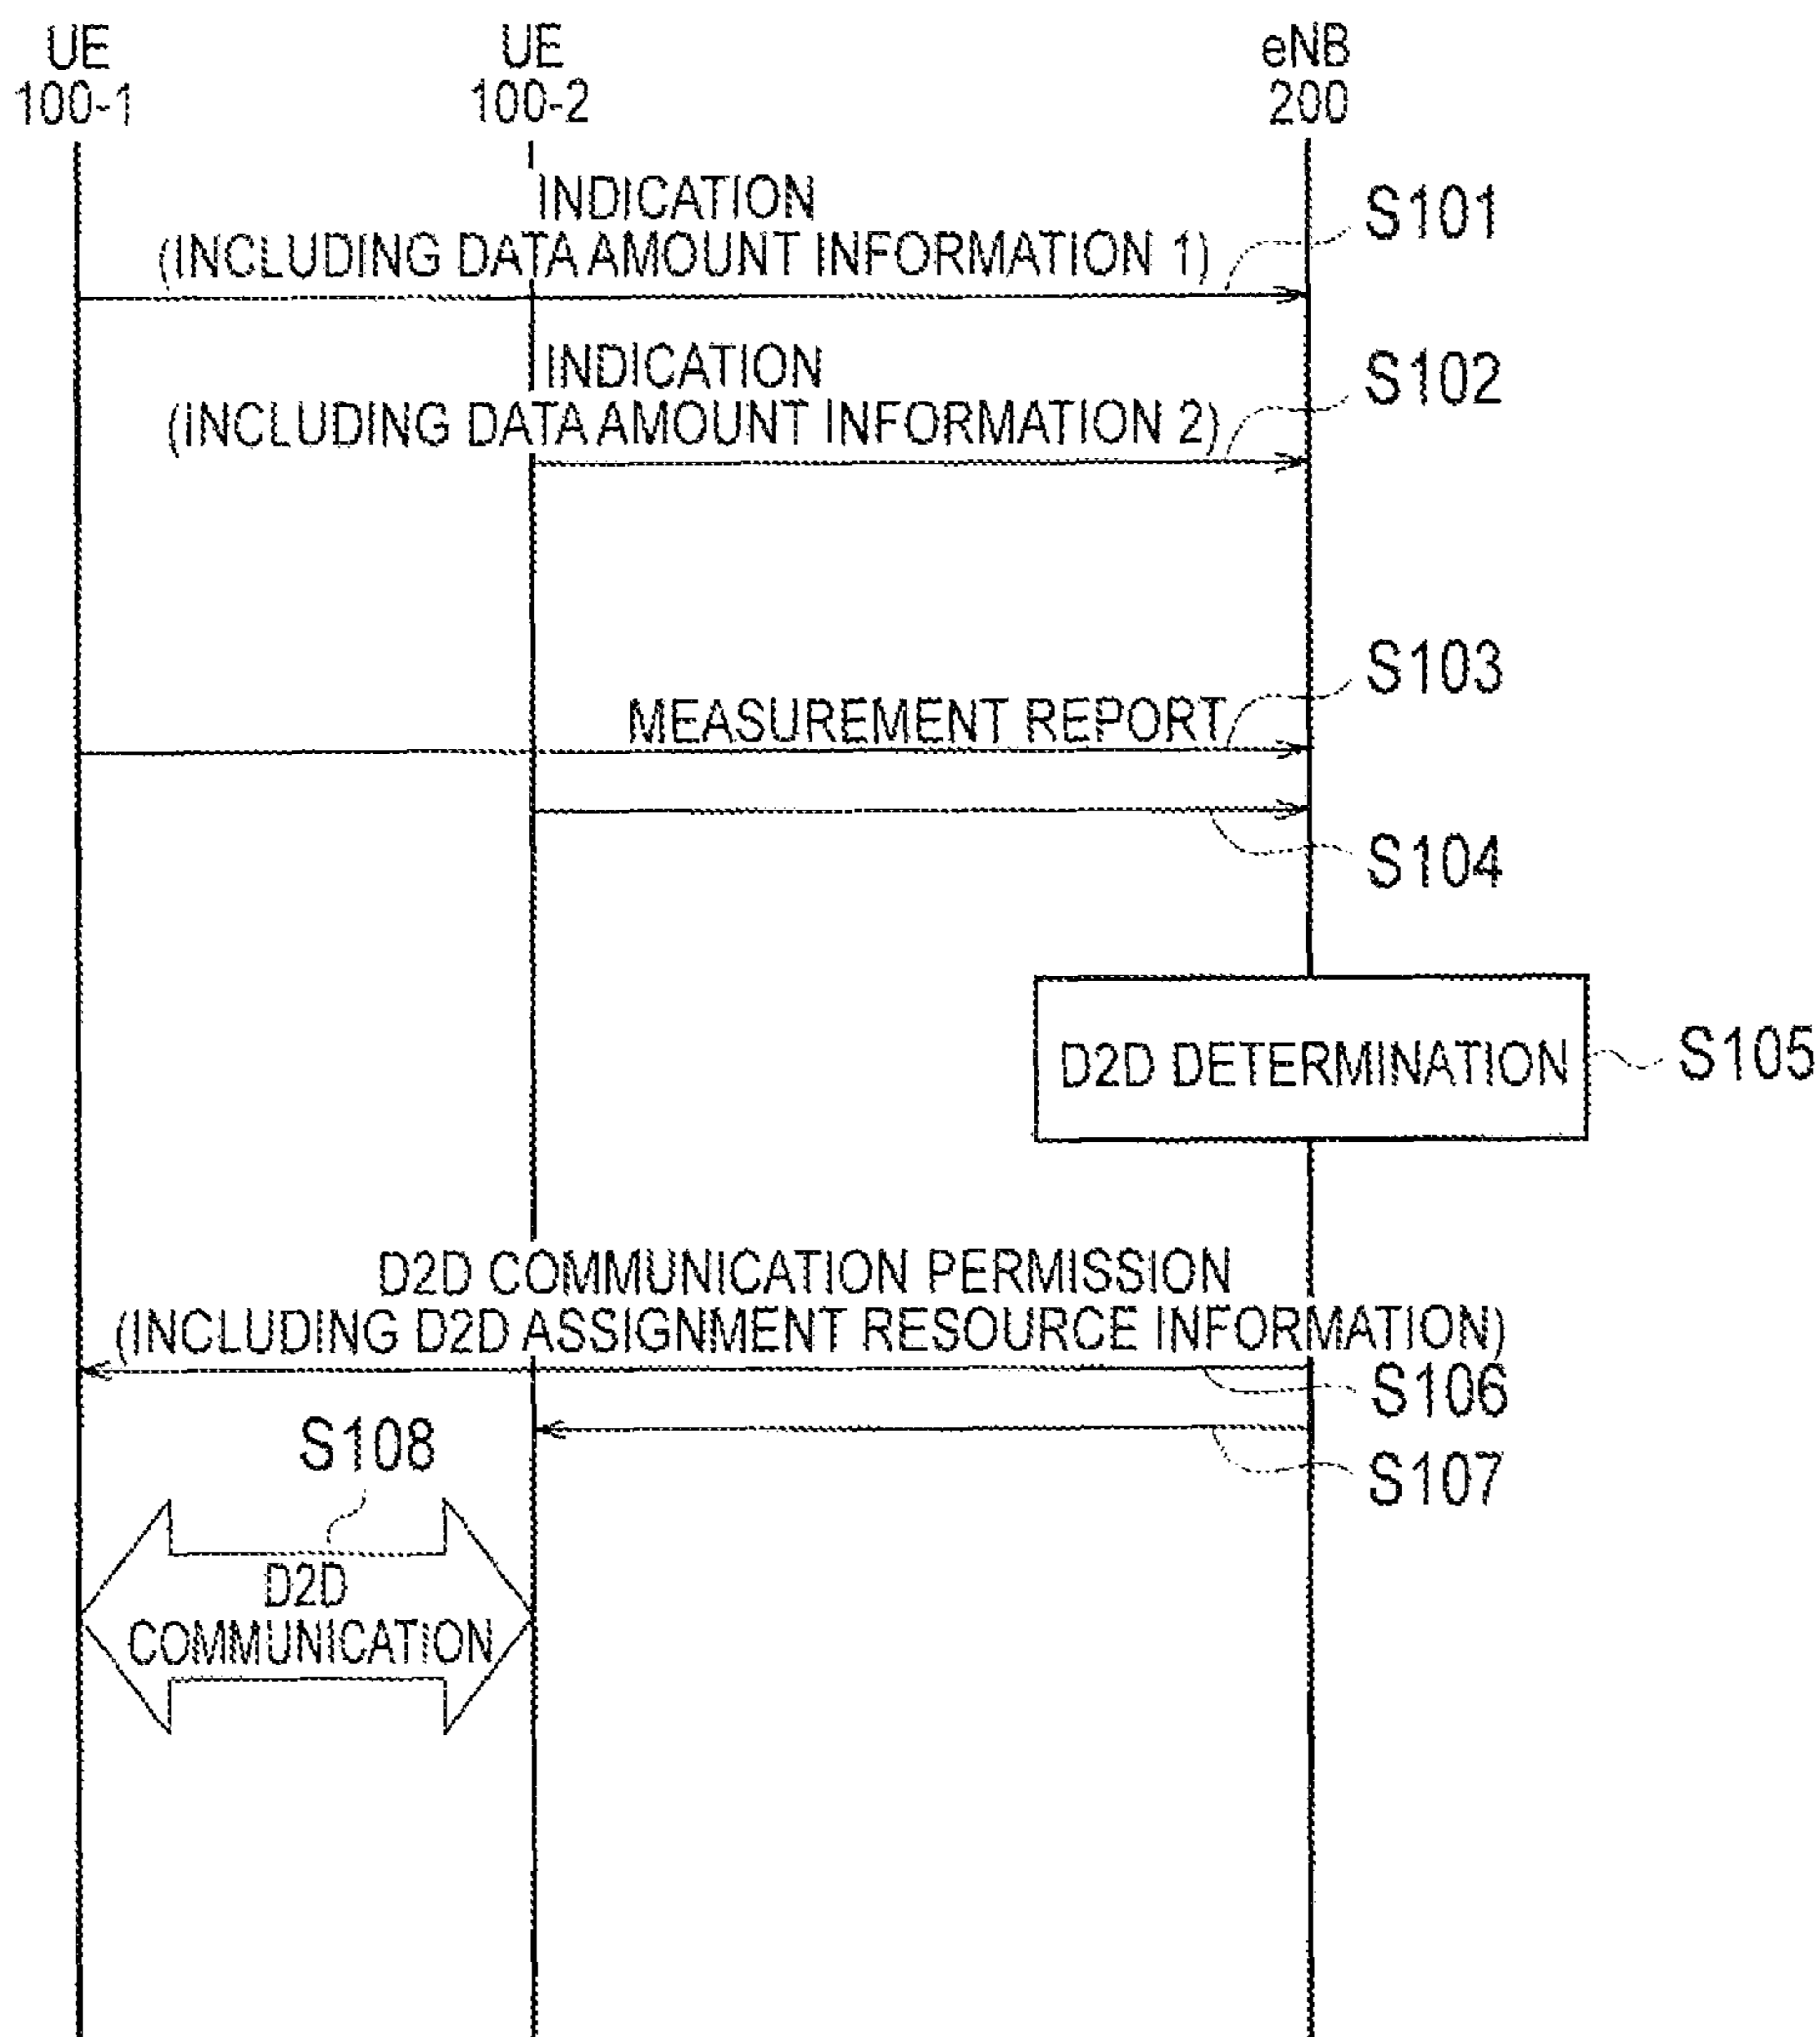 UE
100-1
UE
100-2
eNB
200
INDICATION
(INCLUDING DATA AMOUNT INFORMATION 1)
S101
INDICATION
(INCLUDING DATA AMOUNT INFORMATION 2)
S102
S103
MEASUREMENT REPORT
S104
D2D DETERMINATION
S105
D2D COMMUNICATION PERMISSION
(INCLUDING D2D ASSIGNMENT RESOURCE INFORMATION)
S106
S107
S108
D2D
COMMUNICATION